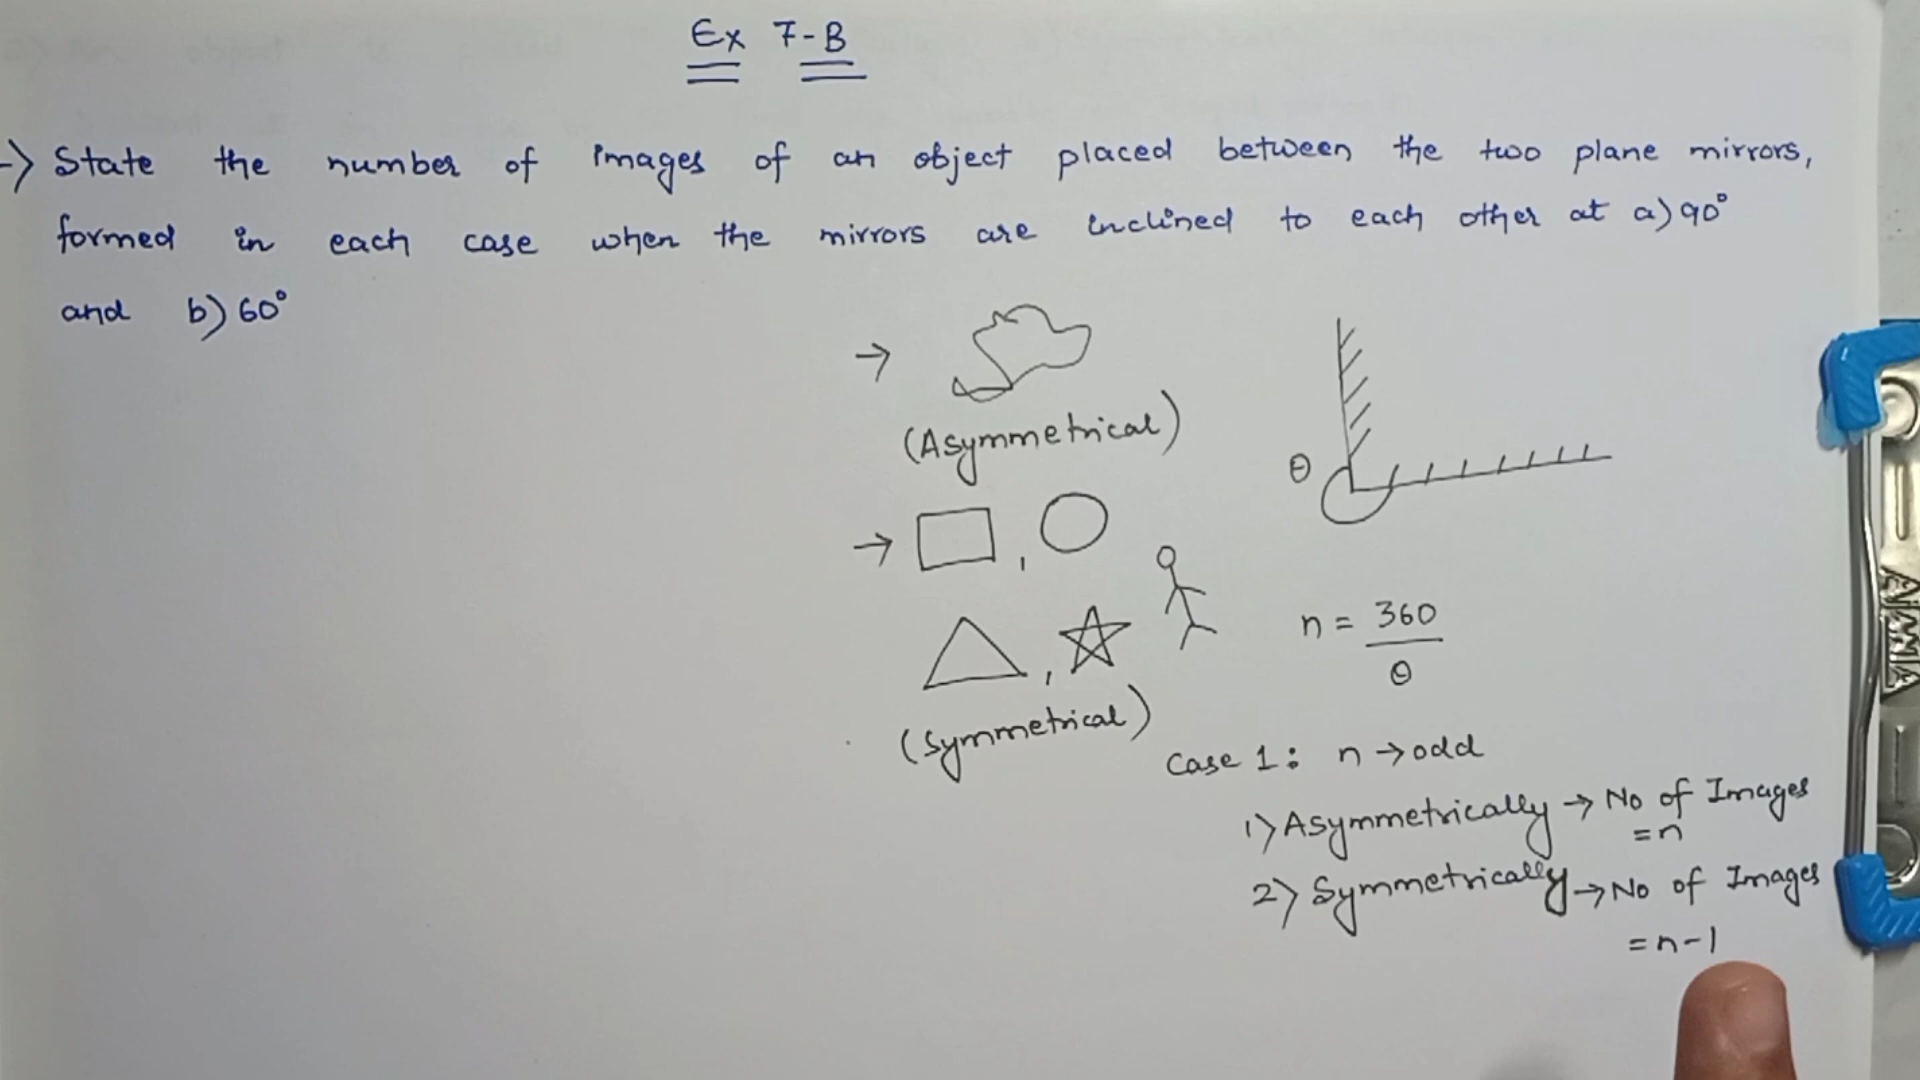 Ex 7-B
-> State the number of images of an object placed between the two plane mirrors,
formed in each case when the mirrors are inclined to each other at a) 90°
and b) 60°
→
(Asymmetrical)
θ
→ ,
,
(Symmetrical)
n = 360
θ
Case 1: n → odd
1) Asymmetrically → No of Images
= n
2) Symmetrically → No of Images
= n-1